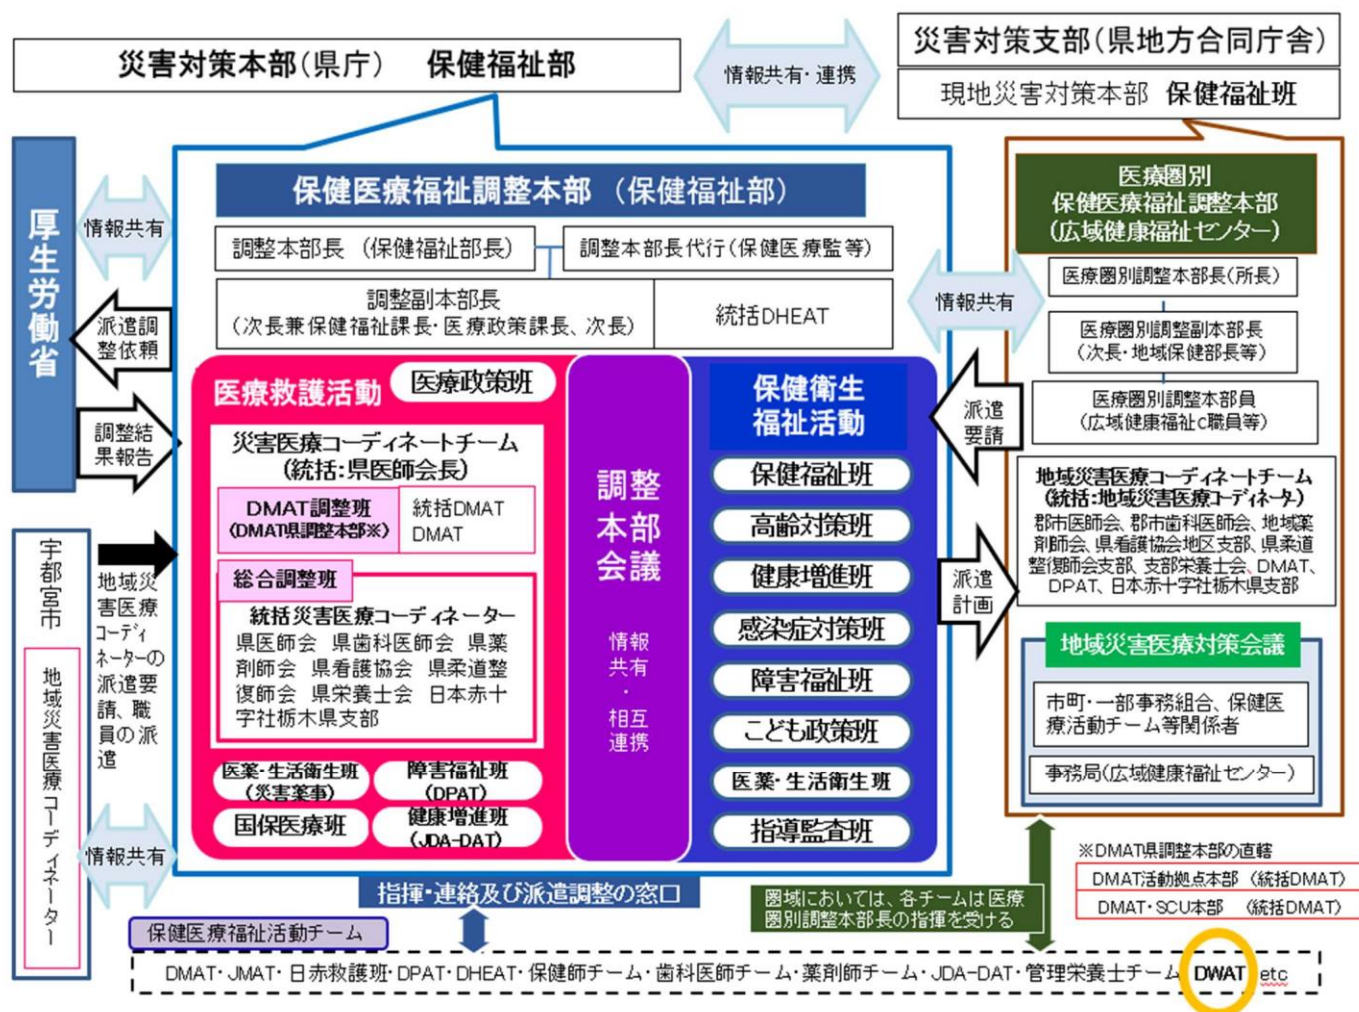 災害対策本部(県庁) 保健福祉部
情報共有・連携
災害対策支部(県地方合同庁舎)
現地災害対策本部 保健福祉班
厚生労働省
情報共有
派遣調
整依頼
調整結
果報告
保健医療福祉調整本部 (保健福祉部)
調整本部長 (保健福祉部長)
調整本部長代行(保健医療監等)
調整副本部長
(次長兼保健福祉課長・医療政策課長、次長)
統括DHEAT
医療救護活動
医療政策班
災害医療コーディネートチーム
(統括:県医師会長)
DMAT調整班
(DMAT県調整本部※)
統括DMAT
DMAT
総合調整班
統括災害医療コーディネーター
県医師会 県歯科医師会 県薬
剤師会 県看護協会 県柔道整
復師会 県栄養士会 日本赤十
字社栃木県支部
医薬・生活衛生班
(災害薬事)
障害福祉班
(DPAT)
国保医療班
健康増進班
(JDA-DAT)
調整
本部
会議
情報
共有
・
相互
連携
保健衛生
福祉活動
保健福祉班
高齢対策班
健康増進班
感染症対策班
障害福祉班
こども政策班
医薬・生活衛生班
指導監査班
情報共有
派遣
要請
派遣
計画
医療圏別
保健医療福祉調整本部
(広域健康福祉センター)
医療圏別調整本部長(所長)
医療圏別調整副本部長
(次長・地域保健部長等)
医療圏別調整本部員
(広域健康福祉C職員等)
地域災害医療コーディネートチーム
(統括:地域災害医療コーディネータ)
郡市医師会、郡市歯科医師会、地域薬
剤師会、県看護協会地区支部、県柔道
整復師会支部、支部栄養士会、DMAT、
DPAT、日本赤十字社栃木県支部
地域災害医療対策会議
市町・一部事務組合、保健医
療活動チーム等関係者
事務局(広域健康福祉センター)
宇都宮市
地域災害医療コーディネーター
地域災
害医療
コーディ
ネーターの
派遣要
請、職
員の派
遣
情報共有
指揮・連絡及び派遣調整の窓口
圏域においては、各チームは医療
圏別調整本部長の指揮を受ける
※DMAT県調整本部の直轄
DMAT活動拠点本部 (統括DMAT)
DMAT・SCU本部 (統括DMAT)
保健医療福祉活動チーム
DMAT・JMAT・日赤救護班・DPAT・DHEAT・保健師チーム・歯科医師チーム・薬剤師チーム・JDA-DAT・管理栄養士チーム DWAT etc